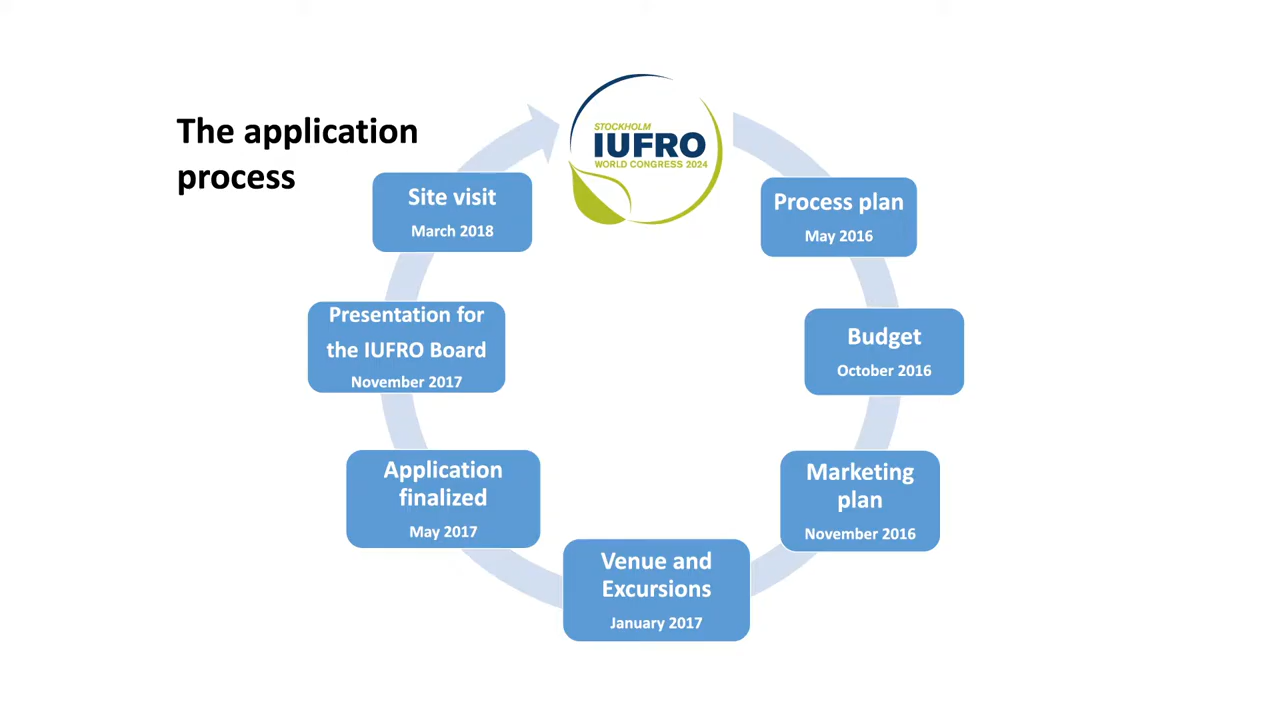 The application
process
STOCKHOLM
IUFRO
WORLD CONGRESS 2024
Process plan
May 2016
Budget
October 2016
Marketing
plan
November 2016
Venue and
Excursions
January 2017
Application
finalized
May 2017
Presentation for
the IUFRO Board
November 2017
Site visit
March 2018